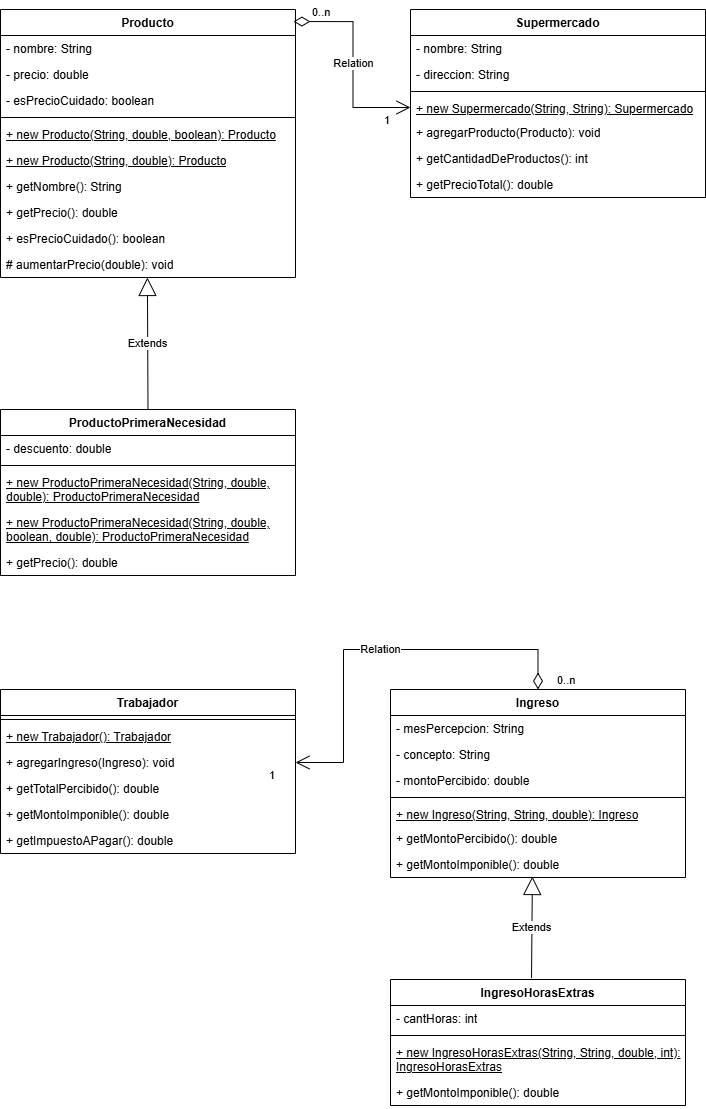 Producto
- nombre: String
- precio: double
- esPrecioCuidado: boolean
+ new Producto(String, double, boolean): Producto
+ new Producto(String, double): Producto
+ getNombre(): String
+ getPrecio(): double
+ esPrecioCuidado(): boolean
# aumentarPrecio(double): void
0..n
Relation
1
Supermercado
- nombre: String
- direccion: String
+ new Supermercado(String, String): Supermercado
+ agregarProducto(Producto): void
+ getCantidadDeProductos(): int
+ getPrecioTotal(): double
Extends
ProductoPrimeraNecesidad
- descuento: double
+ new ProductoPrimeraNecesidad(String, double,
double): ProductoPrimeraNecesidad
+ new ProductoPrimeraNecesidad(String, double,
boolean, double): ProductoPrimeraNecesidad
+ getPrecio(): double
Relation
0..n
1
Trabajador
+ new Trabajador(): Trabajador
+ agregarIngreso(Ingreso): void
+ getTotalPercibido(): double
+ getMontoImponible(): double
+ getImpuestoAPagar(): double
Ingreso
- mesPercepcion: String
- concepto: String
- montoPercibido: double
+ new Ingreso(String, String, double): Ingreso
+ getMontoPercibido(): double
+ getMontoImponible(): double
Extends
IngresoHorasExtras
- cantHoras: int
+ new IngresoHorasExtras(String, String, double, int):
IngresoHorasExtras
+ getMontoImponible(): double